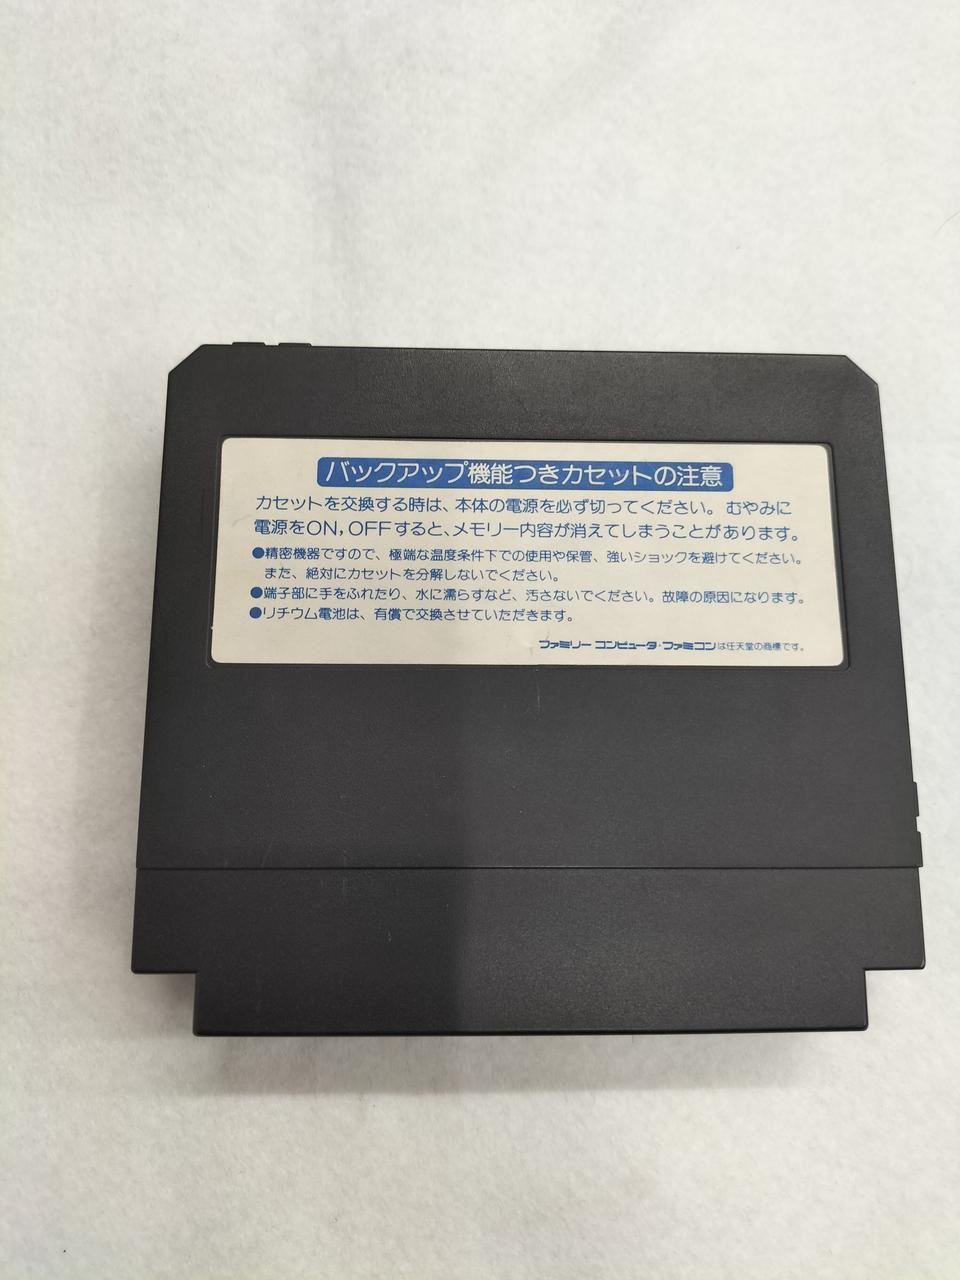 バックアップ機能つきカセットの注意
カセットを交換する時は、本体の電源を必ず切ってください。むやみに
電源をON,OFFすると、メモリー内容が消えてしまうことがあります。
●精密機器ですので、極端な温度条件下での使用や保管、強いショックを避けてください。
また、絶対にカセットを分解しないでください。
●端子部に手をふれたり、水に濡らすなど、汚さないでください。故障の原因になります。
●リチウム電池は、有償で交換させていただきます。
ファミリー コンピュータ・ファミコンは任天堂の商標です。